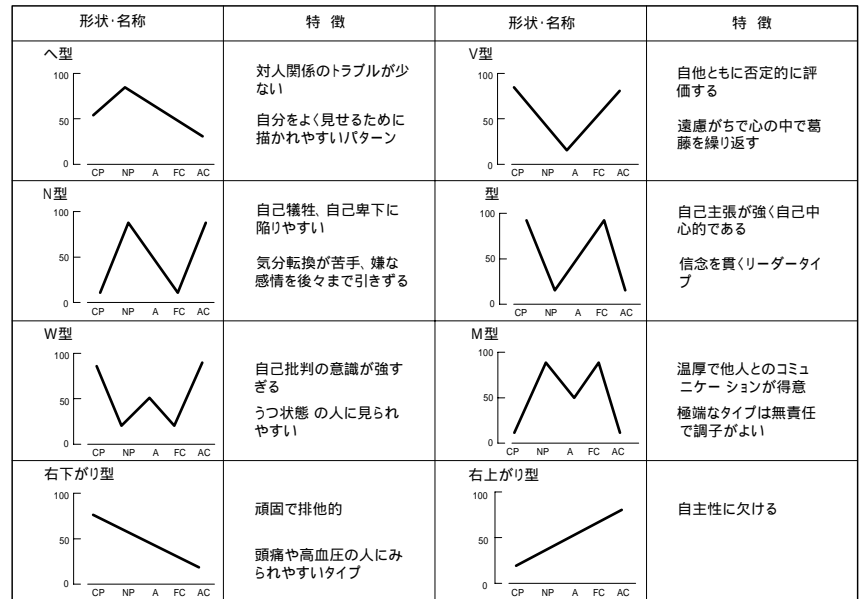 形状・名称
特 徴
形状・名称
特 徴
へ型
100
50
0
CP NP A FC AC
対人関係のトラブルが少
ない
自分をよく見せるために
描かれやすいパターン
V型
100
50
0
CP NP A FC AC
自他ともに否定的に評
価する
遠慮がちで心の中で葛
藤を繰り返す
N型
100
50
0
CP NP A FC AC
自己犠牲、自己卑下に
陥りやすい
気分転換が苦手、嫌な
感情を後々まで引きずる
型
100
50
0
CP NP A FC AC
自己主張が強く自己中
心的である
信念を貫くリーダータイ
プ
W型
100
50
0
CP NP A FC AC
自己批判の意識が強す
ぎる
うつ状態 の人に見られ
やすい
M型
100
50
0
CP NP A FC AC
温厚で他人とのコミュ
ニケー ションが得意
極端なタイプは無責任
で調子がよい
右下がり型
100
50
0
CP NP A FC AC
頑固で排他的
頭痛や高血圧の人にみ
られやすいタイプ
右上がり型
100
50
0
CP NP A FC AC
自主性に欠ける